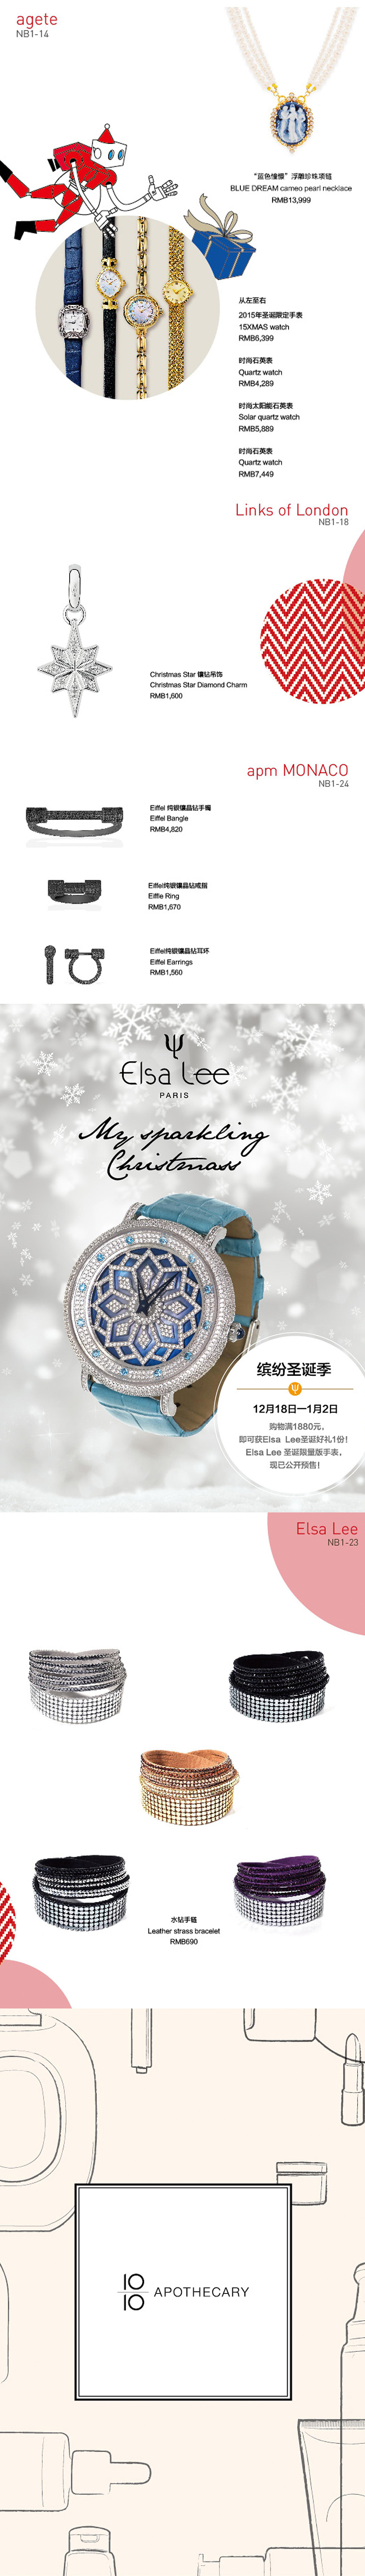 agete
NB1-14
“蓝色憧憬”浮雕珍珠项链
BLUE DREAM cameo pearl necklace
RMB13,999
从左至右
2015年圣诞限定手表
15XMAS watch
RMB6,399
时尚石英表
Quartz watch
RMB4,289
时尚太阳能石英表
Solar quartz watch
RMB5,889
时尚石英表
Quartz watch
RMB7,449
Links of London
NB1-18
Christmas Star 镶钻吊饰
Christmas Star Diamond Charm
RMB1,600
apm MONACO
NB1-24
Eiffel 纯银镶晶钻手镯
Eiffel Bangle
RMB4,820
Eiffel纯银镶晶钻戒指
Eiffle Ring
RMB1,670
Eiffel纯银镶晶钻耳环
Eiffel Earrings
RMB1,560
Elsa Lee
PARIS
My sparkling
Christmass
缤纷圣诞季
12月18日—1月2日
购物满1880元，
即可获Elsa Lee圣诞好礼1份！
Elsa Lee 圣诞限量版手表，
现已公开预售！
Elsa Lee
NB1-23
水钻手链
Leather strass bracelet
RMB690
10
10 APOTHECARY